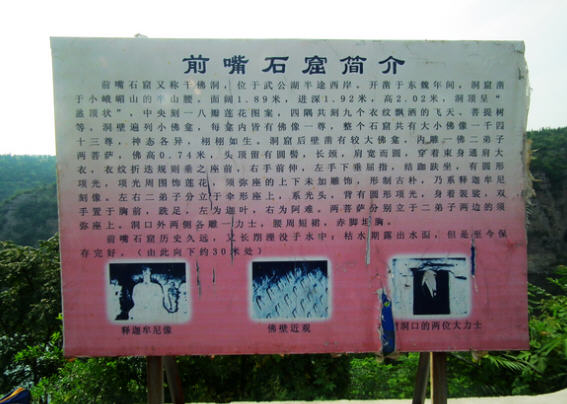 前嘴石窟简介
前嘴石窟又称千佛洞，位于武公湖半途西岸。开凿于东魏年间，洞窟凿
于小峨嵋山的半山腰。面阔1.89米，进深1.92米，高2.02米，洞顶呈“
盝顶状”，中央刻一八瓣莲花图案，四隅共刻九个衣纹飘洒的飞天、菩提树
等。洞壁遍列小佛龛，每龛内皆有佛像一尊，整个石窟共有大小佛像一千四
十三尊，神态各异，栩栩如生。洞窟后壁凿有较大佛龛，内雕一佛二弟子
两菩萨，佛高0.74米，头顶留有圆髻，长颈，肩宽而圆，穿着束身通肩大
衣，衣纹折迭规则垂之座前，右手前伸，左手下垂屈指，结跏趺坐，有圆形
项光，项光周围饰莲花，须弥座的上下未加雕饰，形制古朴，乃系释迦牟尼
刻像。左右二弟子分立于伞形座上，系光头，背有圆形项光，身着袈裟，双
手置于胸前，跣足，左为迦叶，右为阿难。两菩萨分别立于二弟子两边的须
弥座上。洞口外两侧各雕一力士，腰周短裙，赤脚坦胸。
前嘴石窟历史久远，又长期湮没于水中，枯水期露出水面，但是至今保
存完好。（由此向下约30米处）
释迦牟尼像
佛壁近观
洞口的两位大力士